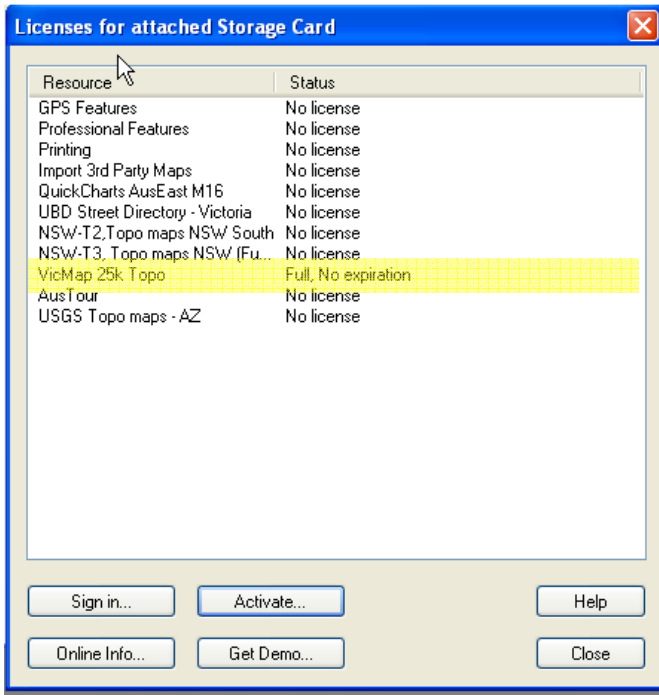 Licenses for attached Storage Card
Resource Status
GPS Features No license
Professional Features No license
Printing No license
Import 3rd Party Maps No license
QuickCharts AusEast M16 No license
UBD Street Directory - Victoria No license
NSW-T2,Topo maps NSW South No license
NSW-T3, Topo maps NSW (Fu... No license
VicMap 25k Topo Full, No expiration
AusTour No license
USGS Topo maps - AZ No license
Sign in... Activate... Help
Online Info... Get Demo... Close